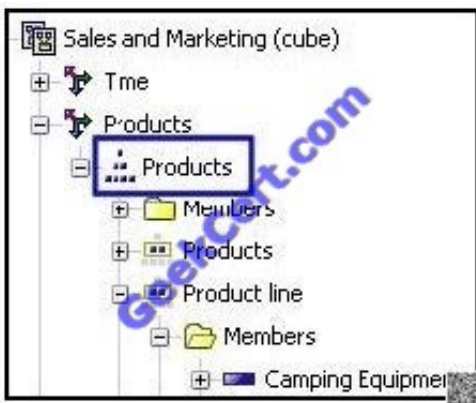 Sales and Marketing (cube)
Tme
Products
Products
Members
Products
Product line
Members
Camping Equipmen
GeekCert.com